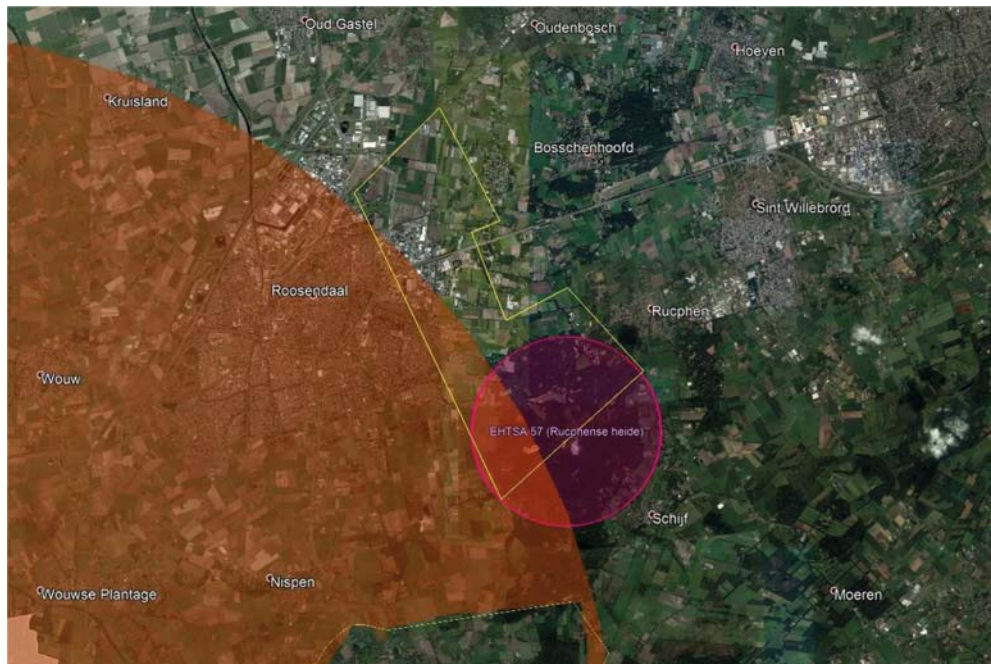 Oud Gastel
Oudenbosch
Hoeven
Kruisland
Bosschenhoofd
Sint Willebrord
Roosendaal
Rucphen
Wouw
EHTSA 57 (Rucphense heide)
Schijf
Nispen
Wouwse Plantage
Moeren